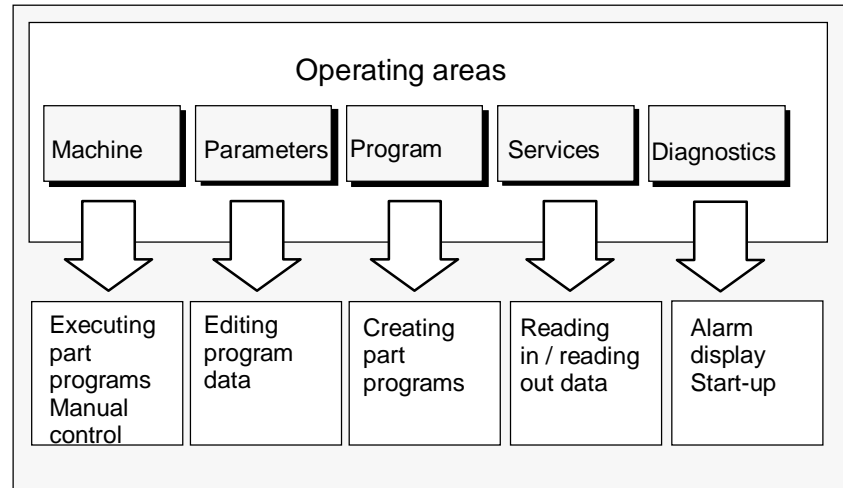 Operating areas
Machine
Parameters
Program
Services
Diagnostics
Executing
part
programs
Manual
control
Editing
program
data
Creating
part
programs
Reading
in / reading
out data
Alarm
display
Start-up